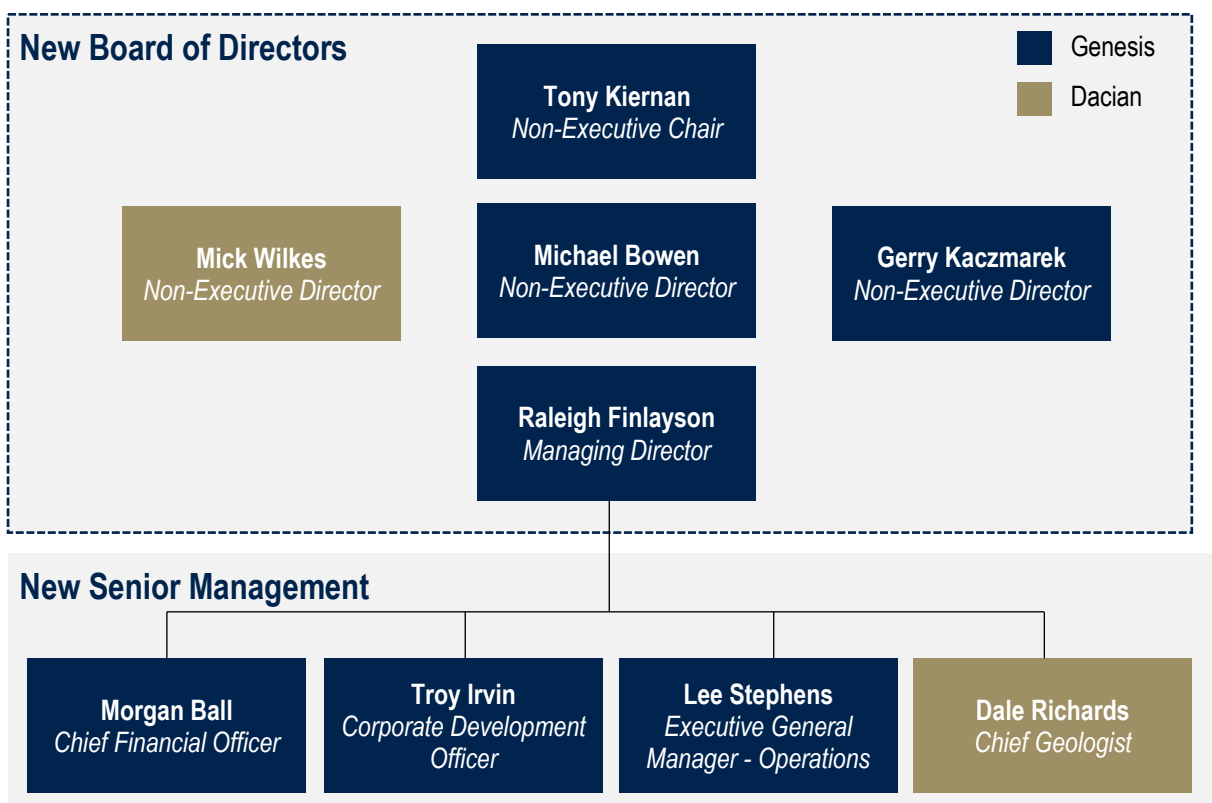 New Board of Directors
Genesis
Dacian
Tony Kiernan
Non-Executive Chair
Mick Wilkes
Non-Executive Director
Michael Bowen
Non-Executive Director
Gerry Kaczmarek
Non-Executive Director
Raleigh Finlayson
Managing Director
New Senior Management
Morgan Ball
Chief Financial Officer
Troy Irvin
Corporate Development
Officer
Lee Stephens
Executive General
Manager - Operations
Dale Richards
Chief Geologist